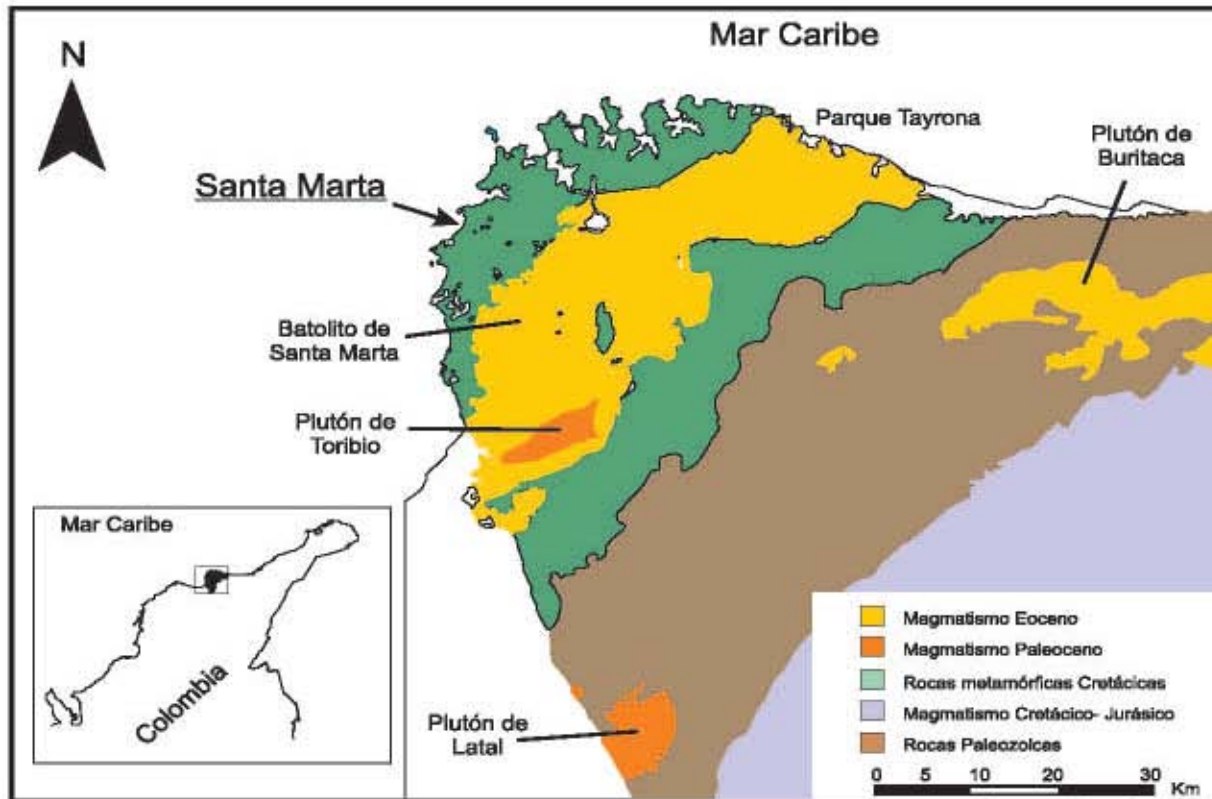 Mar Caribe
N
Parque Tayrona
Plutón de
Buritaca
Santa Marta
Batolito de
Santa Marta
Plutón de
Toribio
Mar Caribe
Colombia
Plutón de
Latal
Magmatismo Eoceno
Magmatismo Paleoceno
Rocas metamórficas Cretácicas
Magmatismo Cretácico- Jurásico
Rocas Paleozolcas
0 5 10 20 30
Km